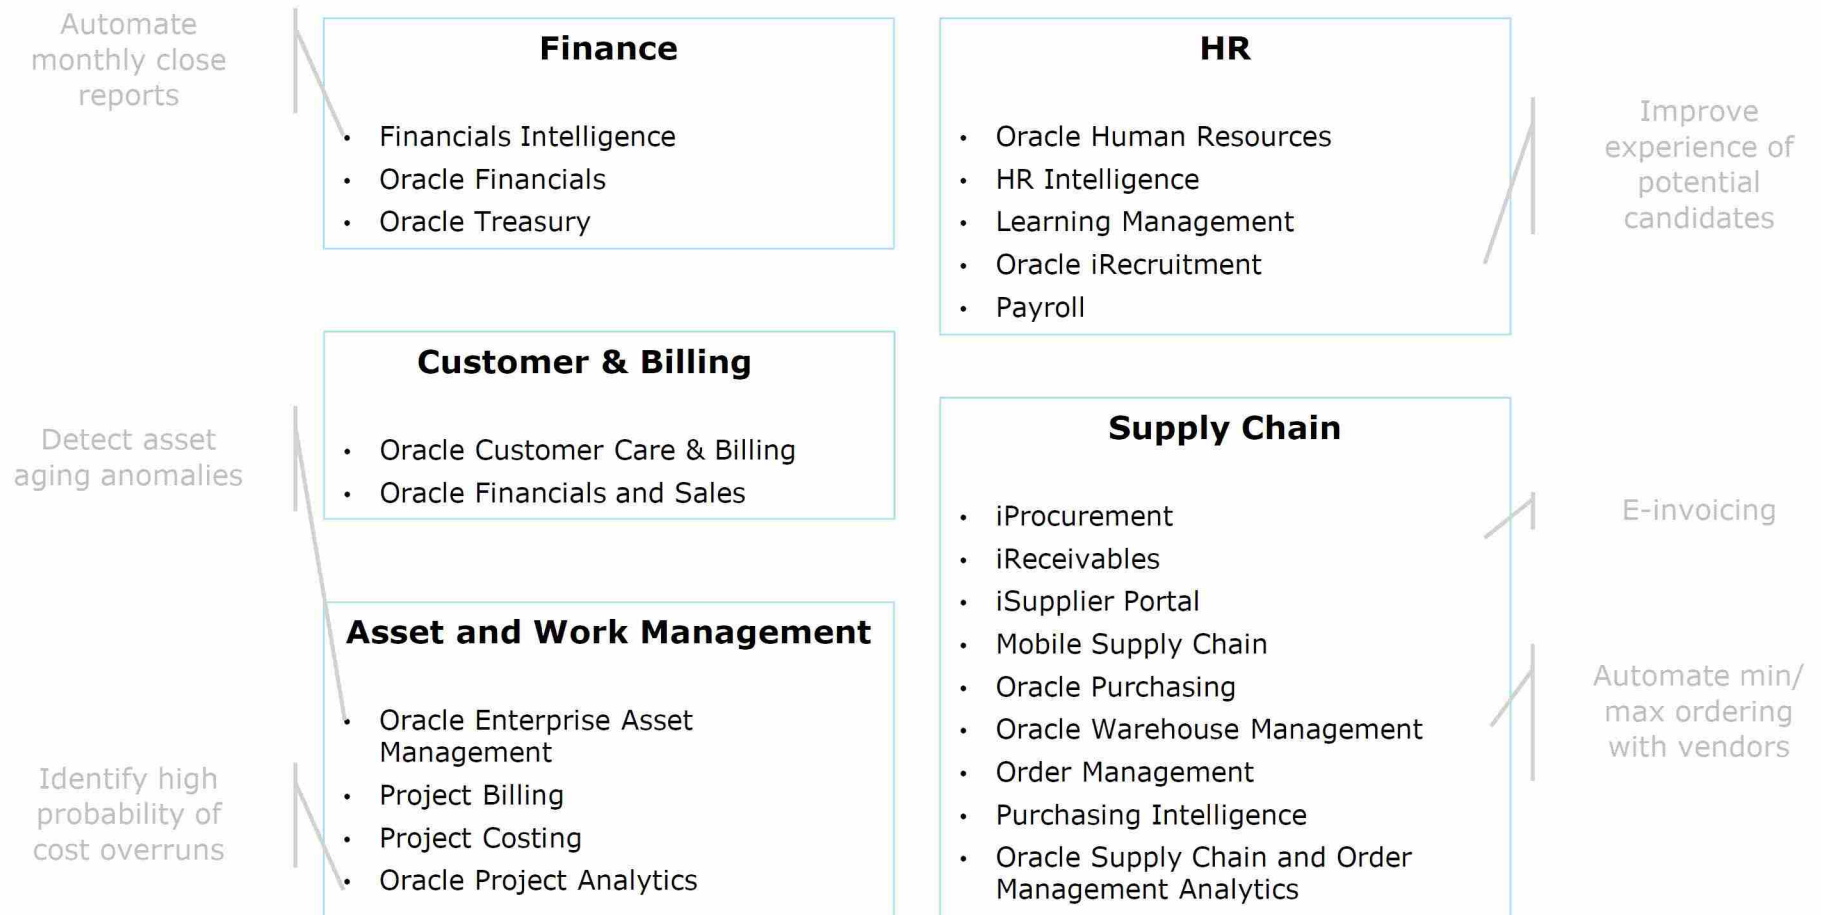 Automate
monthly close
reports
Finance
• Financials Intelligence
• Oracle Financials
• Oracle Treasury
HR
• Oracle Human Resources
• HR Intelligence
• Learning Management
• Oracle iRecruitment
• Payroll
Improve
experience of
potential
candidates
Customer & Billing
• Oracle Customer Care & Billing
• Oracle Financials and Sales
Detect asset
aging anomalies
Supply Chain
• iProcurement
• iReceivables
• iSupplier Portal
• Mobile Supply Chain
• Oracle Purchasing
• Oracle Warehouse Management
• Order Management
• Purchasing Intelligence
• Oracle Supply Chain and Order
Management Analytics
E-invoicing
Automate min/
max ordering
with vendors
Asset and Work Management
• Oracle Enterprise Asset
Management
• Project Billing
• Project Costing
• Oracle Project Analytics
Identify high
probability of
cost overruns